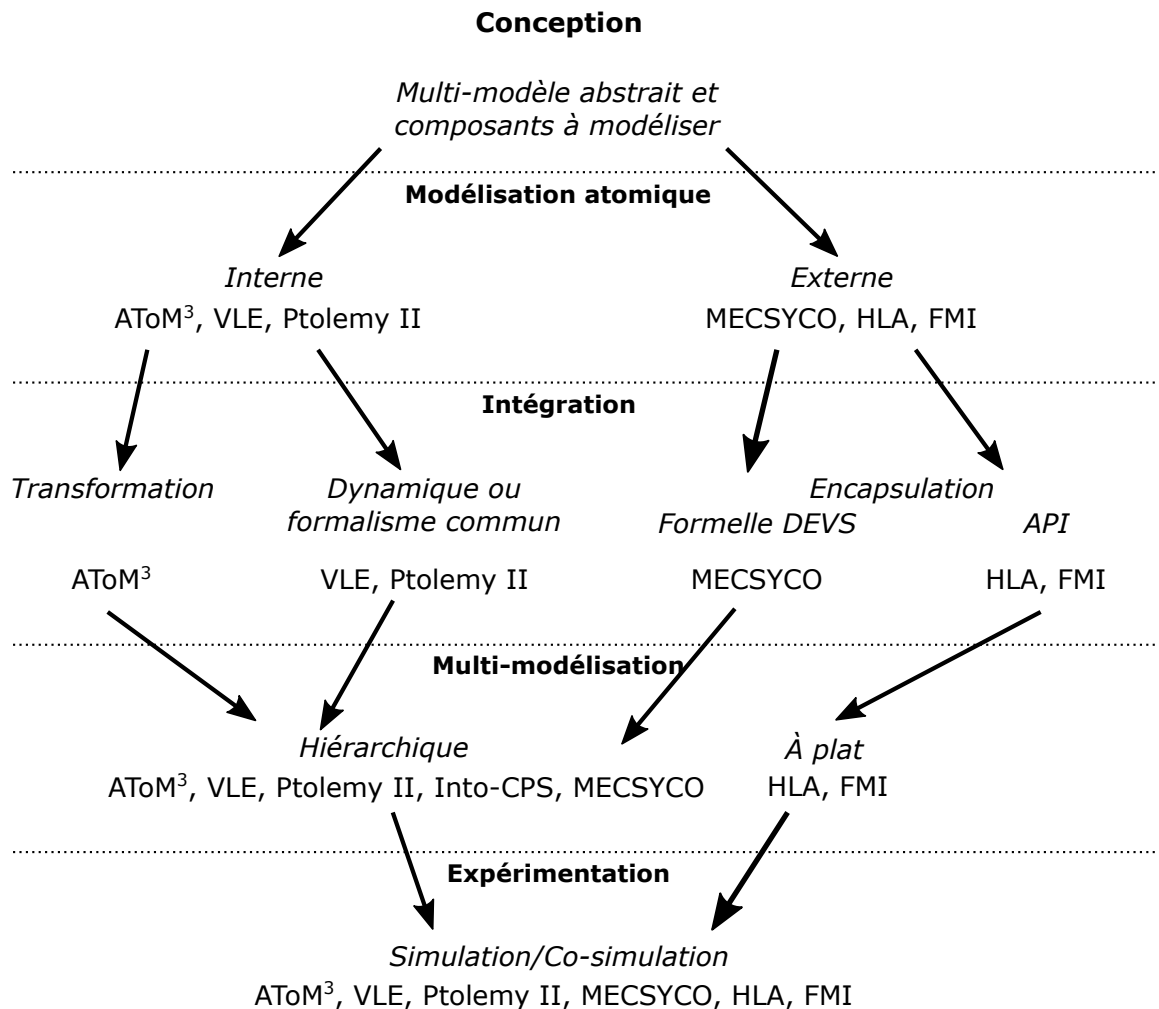 Conception
Multi-modèle abstrait et
composants à modéliser
Modélisation atomique
Interne
AToM³, VLE, Ptolemy II
Externe
MECSYCO, HLA, FMI
Intégration
Transformation
Dynamique ou
formalisme commun
Encapsulation
Formelle DEVS
API
AToM³
VLE, Ptolemy II
MECSYCO
HLA, FMI
Multi-modélisation
Hiérarchique
AToM³, VLE, Ptolemy II, Into-CPS, MECSYCO
À plat
HLA, FMI
Expérimentation
Simulation/Co-simulation
AToM³, VLE, Ptolemy II, MECSYCO, HLA, FMI